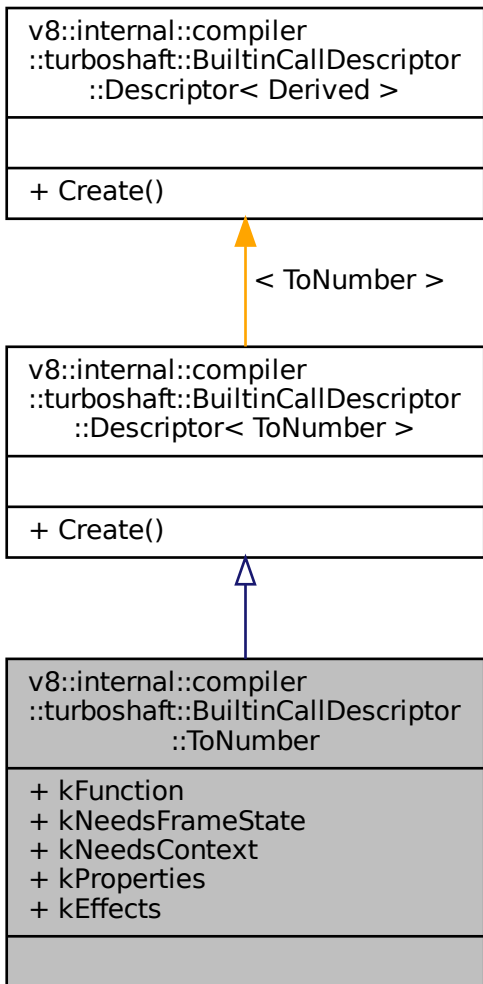 v8::internal::compiler
::turboshaft::BuiltinCallDescriptor
::Descriptor< Derived >
+ Create()
< ToNumber >
v8::internal::compiler
::turboshaft::BuiltinCallDescriptor
::Descriptor< ToNumber >
+ Create()
v8::internal::compiler
::turboshaft::BuiltinCallDescriptor
::ToNumber
+ kFunction
+ kNeedsFrameState
+ kNeedsContext
+ kProperties
+ kEffects